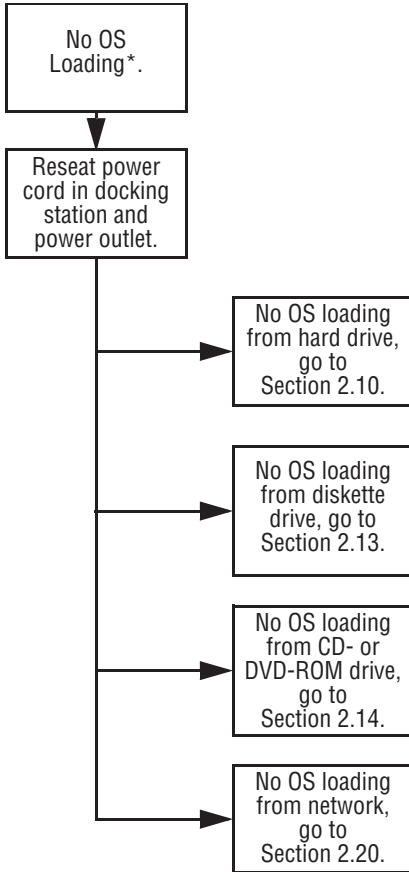 No OS
Loading*.
Reseat power
cord in docking
station and
power outlet.
No OS loading
from hard drive,
go to
Section 2.10.
No OS loading
from diskette
drive, go to
Section 2.13.
No OS loading
from CD- or
DVD-ROM drive,
go to
Section 2.14.
No OS loading
from network,
go to
Section 2.20.